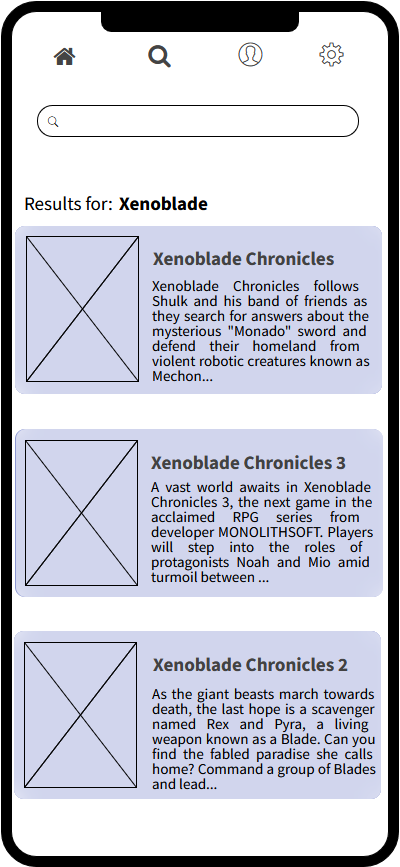 Results for: Xenoblade
Xenoblade Chronicles
Xenoblade Chronicles follows
Shulk and his band of friends as
they search for answers about the
mysterious "Monado" sword and
defend their homeland from
violent robotic creatures known as
Mechon...
Xenoblade Chronicles 3
A vast world awaits in Xenoblade
Chronicles 3, the next game in the
acclaimed RPG series from
developer MONOLITHSOFT. Players
will step into the roles of
protagonists Noah and Mio amid
turmoil between ...
Xenoblade Chronicles 2
As the giant beasts march towards
death, the last hope is a scavenger
named Rex and Pyra, a living
weapon known as a Blade. Can you
find the fabled paradise she calls
home? Command a group of Blades
and lead...